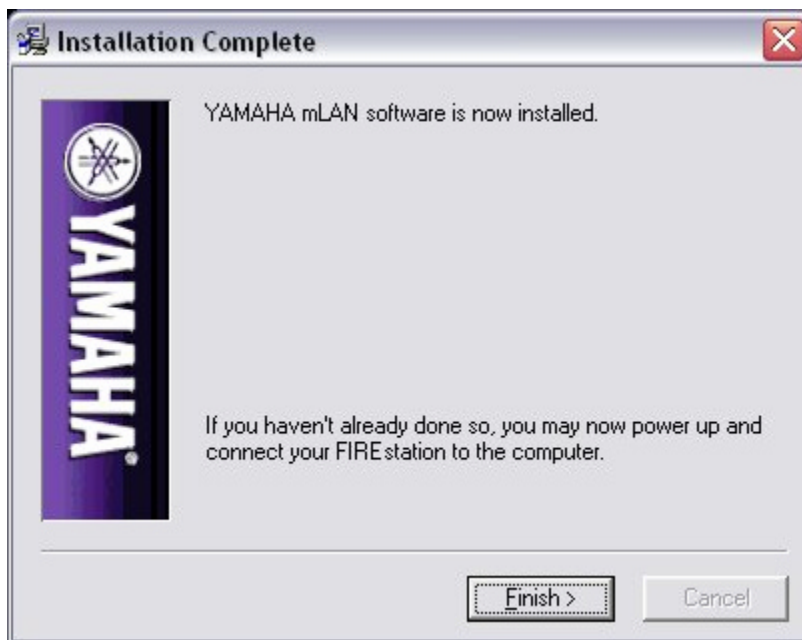 Installation Complete
YAMAHA mLAN software is now installed.
YAMAHA®
If you haven't already done so, you may now power up and
connect your FIREstation to the computer.
Finish >
Cancel